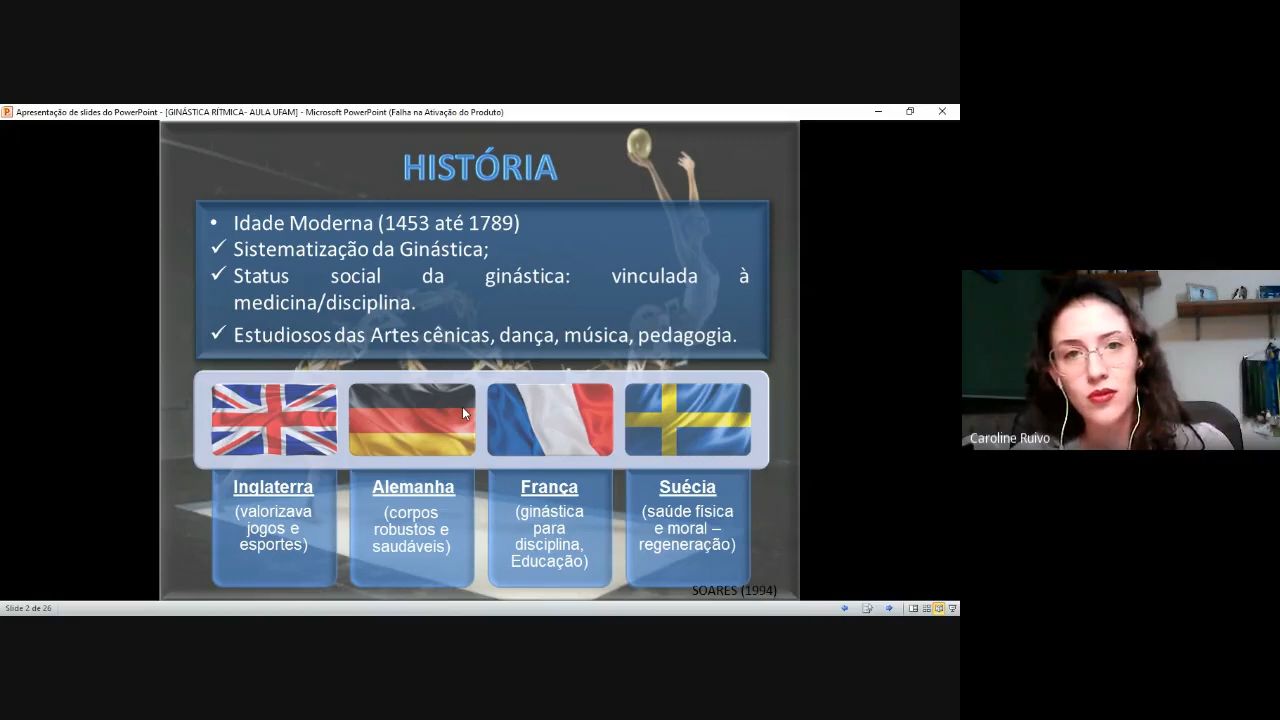 Apresentação de slides do PowerPoint - [GINÁSTICA RÍTMICA- AULA UFAM] - Microsoft PowerPoint (Falha na Ativação do Produto)
HISTÓRIA
• Idade Moderna (1453 até 1789)
✓ Sistematização da Ginástica;
✓ Status social da ginástica: vinculada à
medicina/disciplina.
✓ Estudiosos das Artes cênicas, dança, música, pedagogia.
Inglaterra
(valorizava
jogos e
esportes)
Alemanha
(corpos
robustos e
saudáveis)
França
(ginástica
para
disciplina,
Educação)
Suécia
(saúde física
e moral –
regeneração)
SOARES (1994)
Slide 2 de 26
Caroline Ruivo